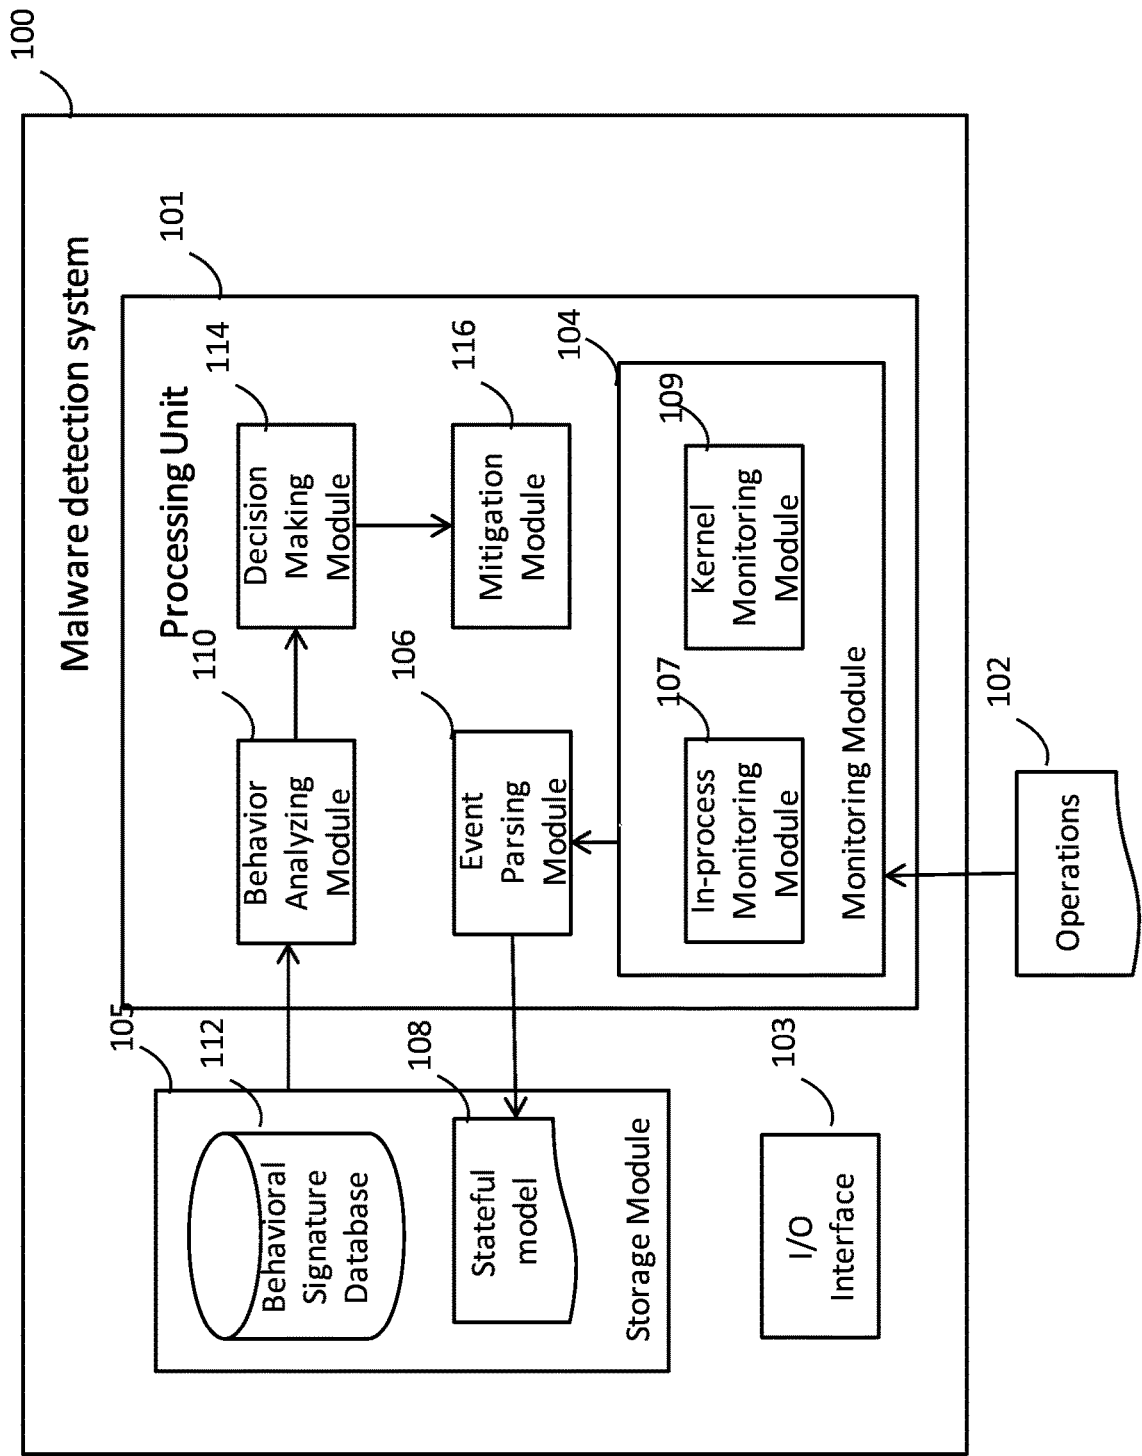 100
Malware detection system
101
Processing Unit
105
112
Behavioral
Signature
Database
108
Stateful
model
Storage Module
110
Behavior
Analyzing
Module
114
Decision
Making
Module
106
Event
Parsing
Module
116
Mitigation
Module
104
107
In-process
Monitoring
Module
109
Kernel
Monitoring
Module
Monitoring Module
103
I/O
Interface
102
Operations